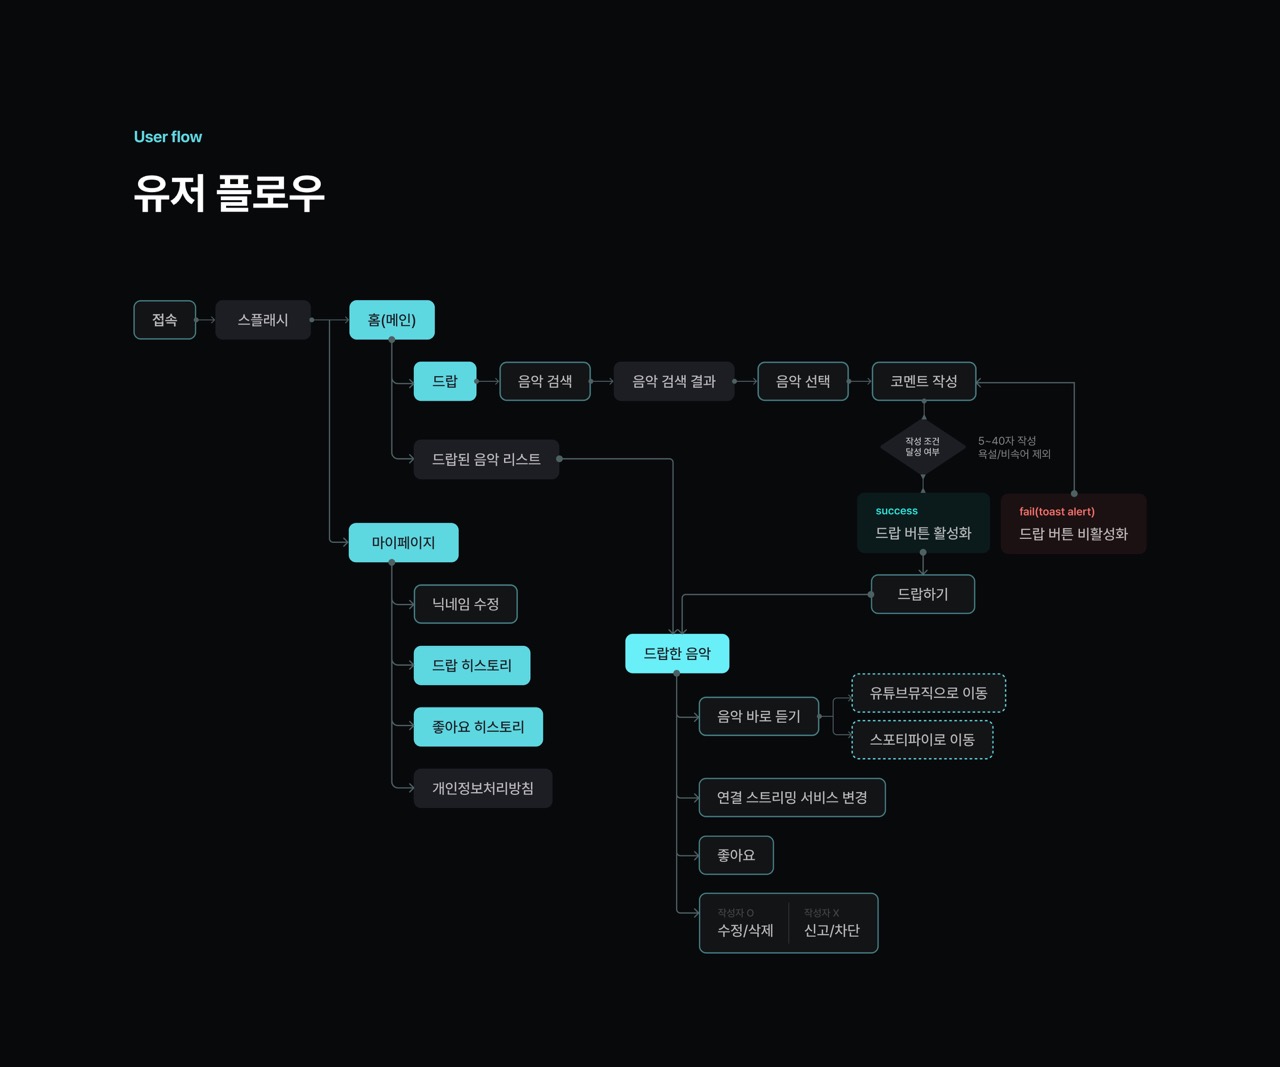 User flow
유저 플로우
접속
스플래시
홈(메인)
드랍
음악 검색
음악 검색 결과
음악 선택
코멘트 작성
작성 조건
달성 여부
5~40자 작성
욕설/비속어 제외
드랍된 음악 리스트
success
드랍 버튼 활성화
fail(toast alert)
드랍 버튼 비활성화
마이페이지
드랍하기
닉네임 수정
드랍 히스토리
좋아요 히스토리
개인정보처리방침
드랍한 음악
음악 바로 듣기
유튜브뮤직으로 이동
스포티파이로 이동
연결 스트리밍 서비스 변경
좋아요
작성자 O
수정/삭제
작성자 X
신고/차단